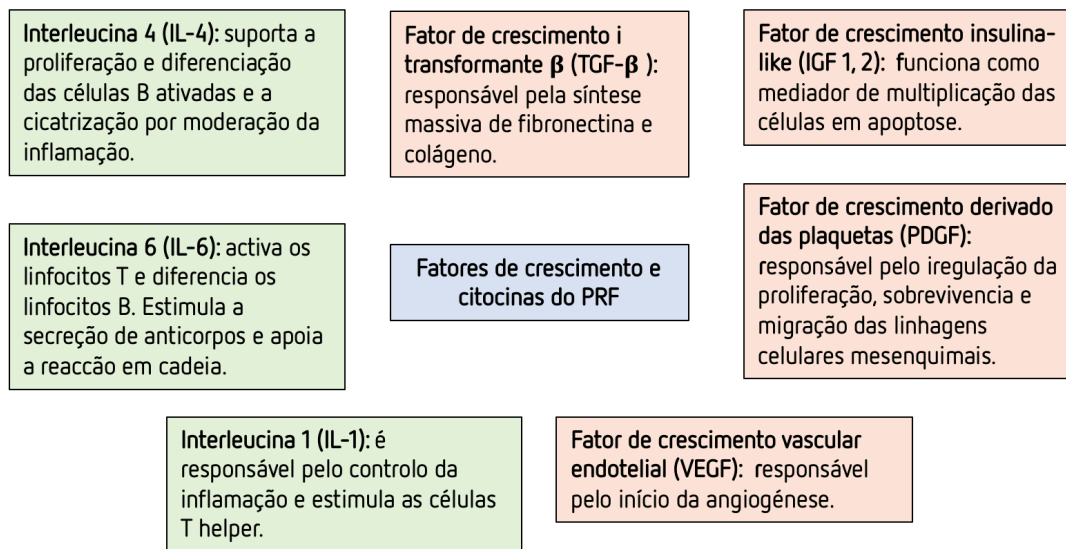 Interleucina 4 (IL-4): suporta a
proliferação e diferenciação
das células B ativadas e a
cicatrização por moderação da
inflamação.
Fator de crescimento i
transformante β (TGF-β ):
responsável pela síntese
massiva de fibronectina e
colágeno.
Fator de crescimento insulina-
like (IGF 1, 2): funciona como
mediador de multiplicação das
células em apoptose.
Interleucina 6 (IL-6): activa os
linfocitos T e diferencia os
linfocitos B. Estimula a
secreção de anticorpos e apoia
a reaccão em cadeia.
Fatores de crescimento e
citocinas do PRF
Fator de crescimento derivado
das plaquetas (PDGF):
responsável pelo iregulação da
proliferação, sobrevivencia e
migração das linhagens
celulares mesenquimais.
Interleucina 1 (IL-1): é
responsável pelo controlo da
inflamação e estimula as células
T helper.
Fator de crescimento vascular
endotelial (VEGF): responsável
pelo início da angiogénese.